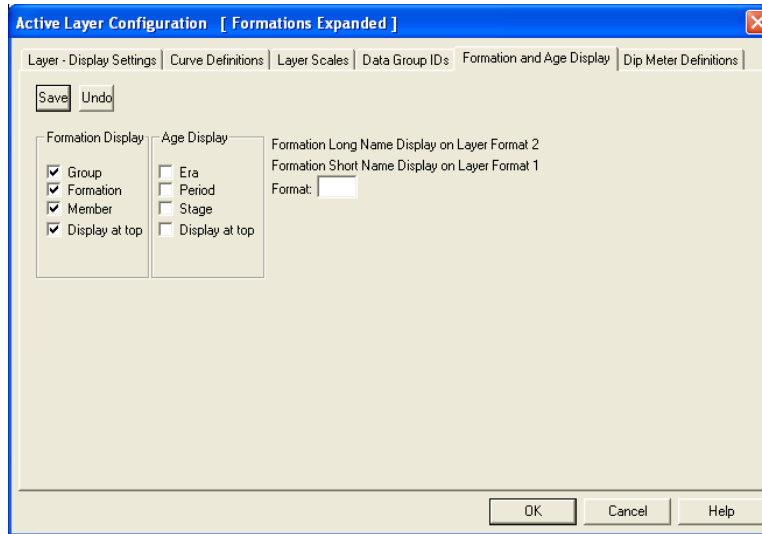 Active Layer Configuration [ Formations Expanded ]
Layer - Display Settings Curve Definitions Layer Scales Data Group IDs Formation and Age Display Dip Meter Definitions
Save Undo
Formation Display Age Display
Formation Long Name Display on Layer Format 2
Formation Short Name Display on Layer Format 1
Group Era
Formation Period Format:
Member Stage
Display at top Display at top
OK Cancel Help